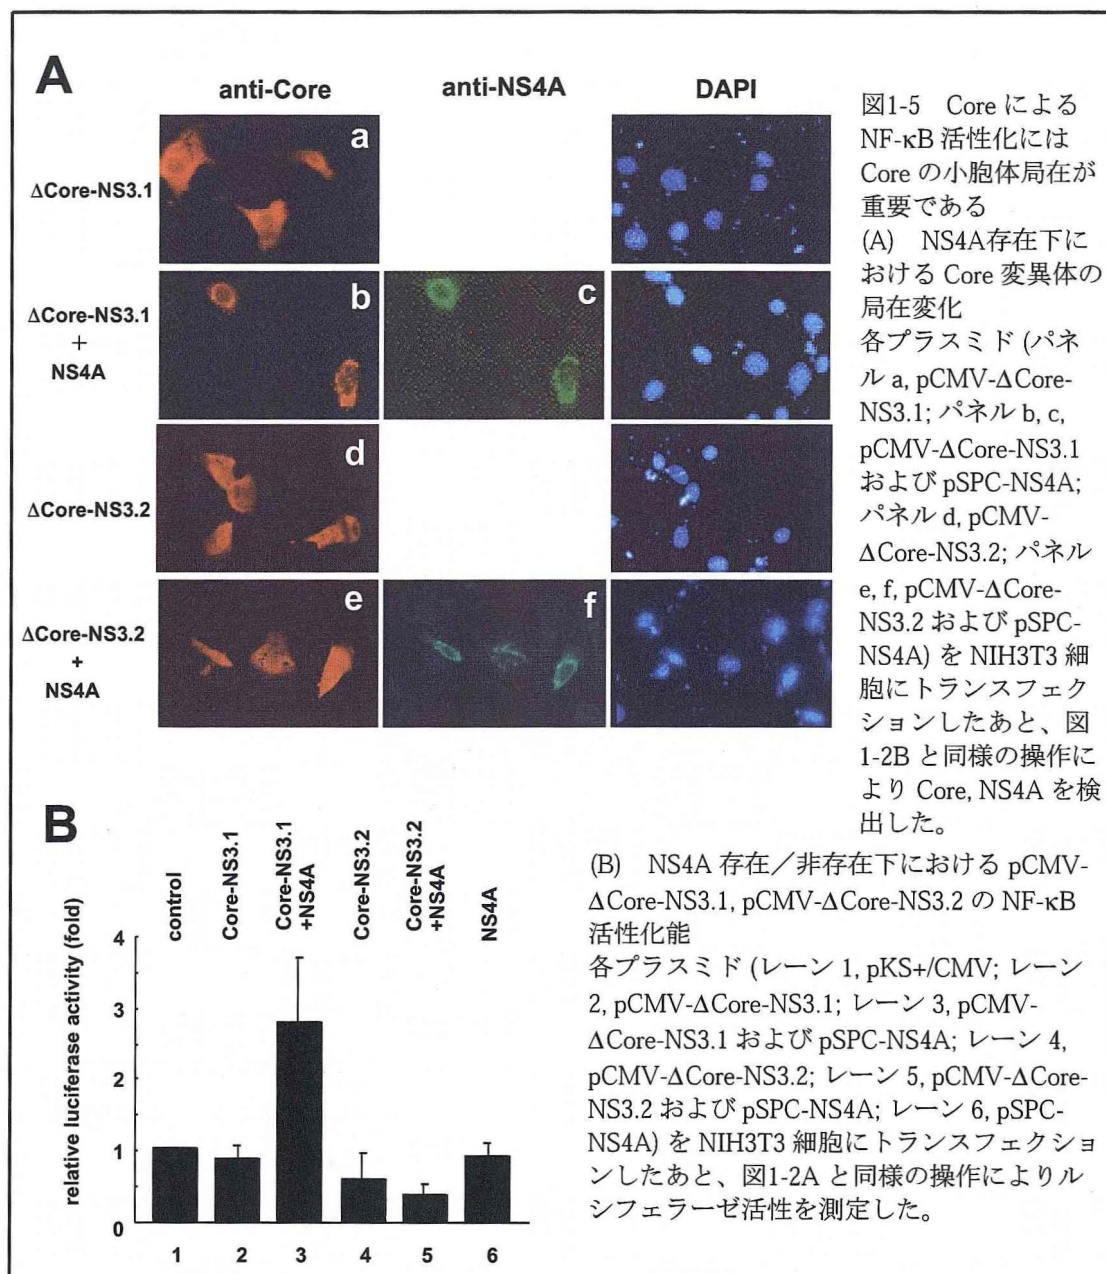 A
anti-Core
anti-NS4A
DAPI
ΔCore-NS3.1
a
ΔCore-NS3.1
+
NS4A
b
c
ΔCore-NS3.2
d
ΔCore-NS3.2
+
NS4A
e
f
図1-5 Core による
NF-κB 活性化には
Core の小胞体局在が
重要である
(A) NS4A存在下に
おける Core 変異体の
局在変化
各プラスミド (パネ
ル a, pCMV-ΔCore-
NS3.1; パネル b, c,
pCMV-ΔCore-NS3.1
および pSPC-NS4A;
パネル d, pCMV-
ΔCore-NS3.2; パネル
e, f, pCMV-ΔCore-
NS3.2 および pSPC-
NS4A) を NIH3T3 細
胞にトランスフェク
ションしたあと、図
1-2B と同様の操作に
より Core, NS4A を検
出した。
B
relative luciferase activity (fold)
4
3
2
1
0
control
Core-NS3.1
Core-NS3.1
+NS4A
Core-NS3.2
Core-NS3.2
+NS4A
NS4A
1 2 3 4 5 6
(B) NS4A 存在／非存在下における pCMV-
ΔCore-NS3.1, pCMV-ΔCore-NS3.2 の NF-κB
活性化能
各プラスミド (レーン 1, pKS+/CMV; レーン
2, pCMV-ΔCore-NS3.1; レーン 3, pCMV-
ΔCore-NS3.1 および pSPC-NS4A; レーン 4,
pCMV-ΔCore-NS3.2; レーン 5, pCMV-ΔCore-
NS3.2 および pSPC-NS4A; レーン 6, pSPC-
NS4A) を NIH3T3 細胞にトランスフェクショ
ンしたあと、図1-2A と同様の操作によりル
シフェラーゼ活性を測定した。